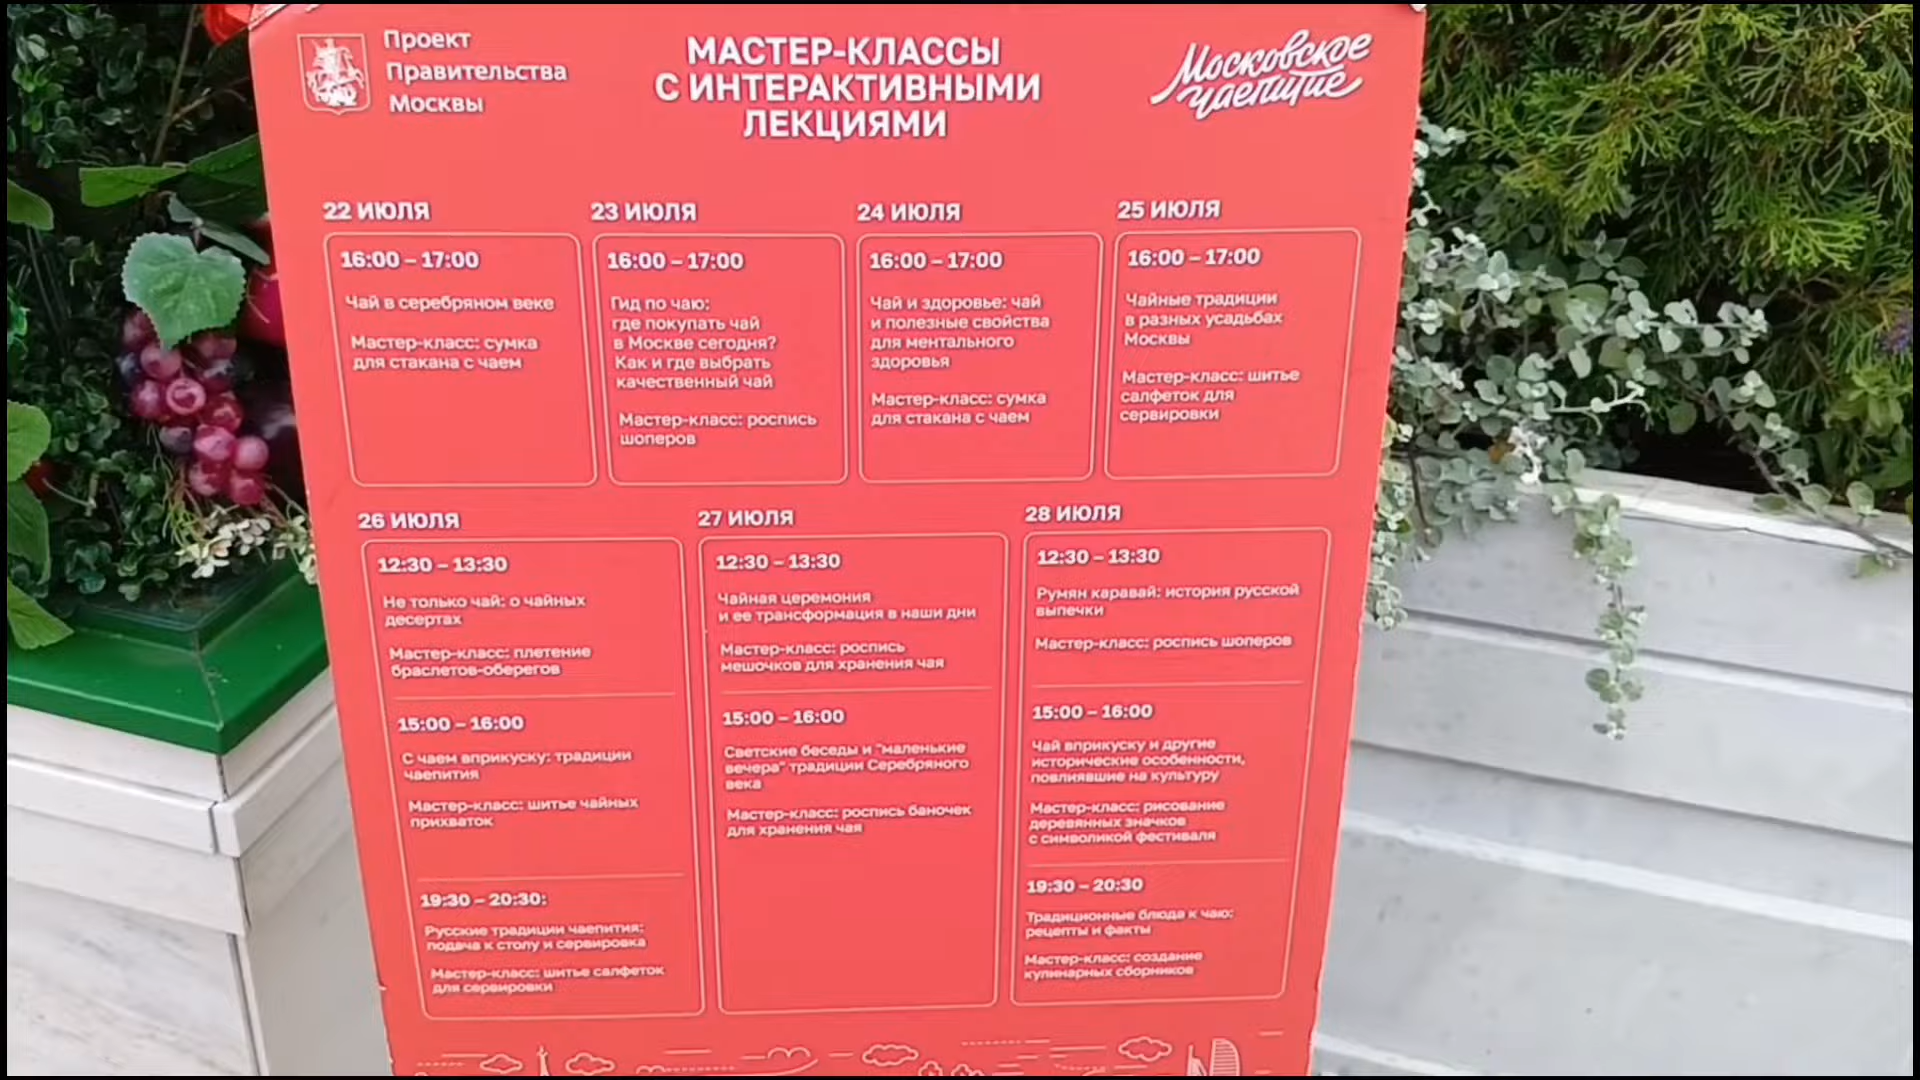 Проект
Правительства
Москвы
МАСТЕР-КЛАССЫ
С ИНТЕРАКТИВНЫМИ
ЛЕКЦИЯМИ
Московское
чаепитие
22 ИЮЛЯ
16:00 – 17:00
Чай в серебряном веке
Мастер-класс: сумка
для стакана с чаем
23 ИЮЛЯ
16:00 – 17:00
Гид по чаю:
где покупать чай
в Москве сегодня?
Как и где выбрать
качественный чай
Мастер-класс: роспись
шоперов
24 ИЮЛЯ
16:00 – 17:00
Чай и здоровье: чай
и полезные свойства
для ментального
здоровья
Мастер-класс: сумка
для стакана с чаем
25 ИЮЛЯ
16:00 – 17:00
Чайные традиции
в разных усадьбах
Москвы
Мастер-класс: шитье
салфеток для
сервировки
26 ИЮЛЯ
12:30 – 13:30
Не только чай: о чайных
десертах
Мастер-класс: плетение
браслетов-оберегов
15:00 – 16:00
С чаем вприкуску: традиции
чаепития
Мастер-класс: шитье чайных
прихваток
19:30 – 20:30:
Русские традиции чаепития:
подача к столу и сервировка
Мастер-класс: шитье салфеток
для сервировки
27 ИЮЛЯ
12:30 – 13:30
Чайная церемония
и ее трансформация в наши дни
Мастер-класс: роспись
мешочков для хранения чая
15:00 – 16:00
Светские беседы и "маленькие
вечера" традиции Серебряного
века
Мастер-класс: роспись баночек
для хранения чая
28 ИЮЛЯ
12:30 – 13:30
Румян каравай: история русской
выпечки
Мастер-класс: роспись шоперов
15:00 – 16:00
Чай вприкуску и другие
исторические особенности,
повлиявшие на культуру
Мастер-класс: рисование
деревянных значков
с символикой фестиваля
19:30 – 20:30
Традиционные блюда к чаю:
рецепты и факты
Мастер-класс: создание
кулинарных сборников